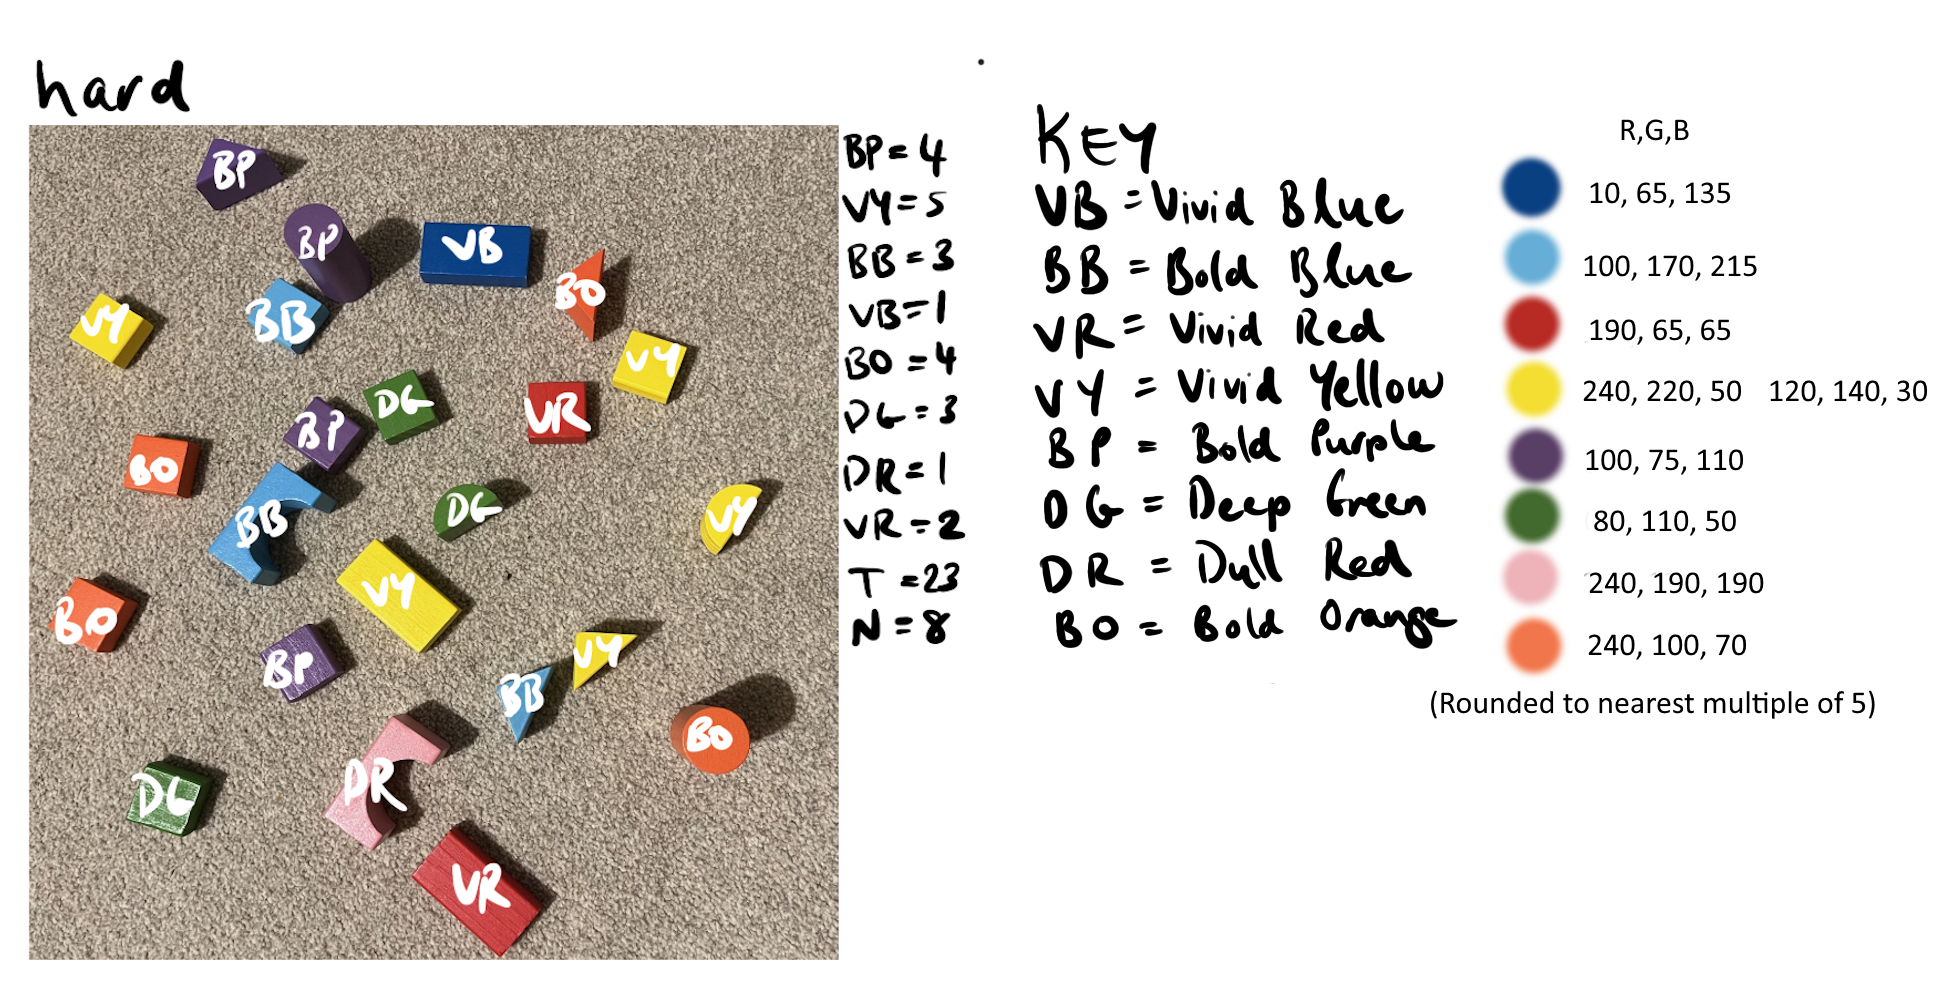 hard
BP
BP
VB
BO
VY
BB
VY
DG
BP
VR
BO
BB
DG
VY
VY
BO
BP
VY
BB
BO
DG
DR
VR
BP = 4
VY = 5
BB = 3
VB = 1
BO = 4
DG = 3
DR = 1
VR = 2
T = 23
N = 8
KEY
VB = Vivid Blue
BB = Bold Blue
VR = Vivid Red
VY = Vivid Yellow
BP = Bold Purple
DG = Deep Green
DR = Dull Red
BO = Bold Orange
R,G,B
10, 65, 135
100, 170, 215
190, 65, 65
240, 220, 50 120, 140, 30
100, 75, 110
80, 110, 50
240, 190, 190
240, 100, 70
(Rounded to nearest multiple of 5)